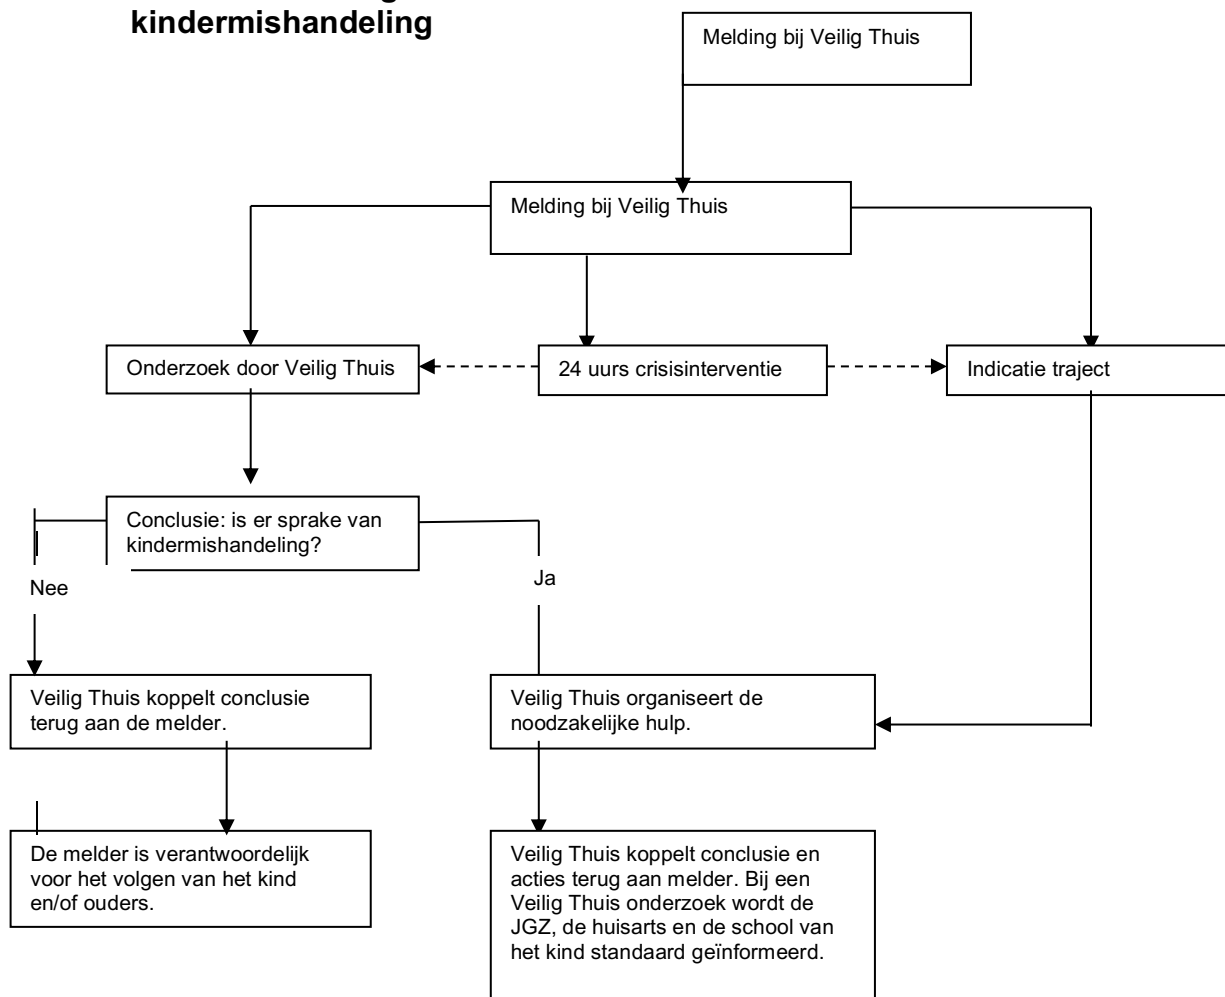 kindermishandeling
Melding bij Veilig Thuis
Melding bij Veilig Thuis
Onderzoek door Veilig Thuis
24 uurs crisisinterventie
Indicatie traject
Conclusie: is er sprake van
kindermishandeling?
Nee
Ja
Veilig Thuis koppelt conclusie
terug aan de melder.
Veilig Thuis organiseert de
noodzakelijke hulp.
De melder is verantwoordelijk
voor het volgen van het kind
en/of ouders.
Veilig Thuis koppelt conclusie en
acties terug aan melder. Bij een
Veilig Thuis onderzoek wordt de
JGZ, de huisarts en de school van
het kind standaard geïnformeerd.